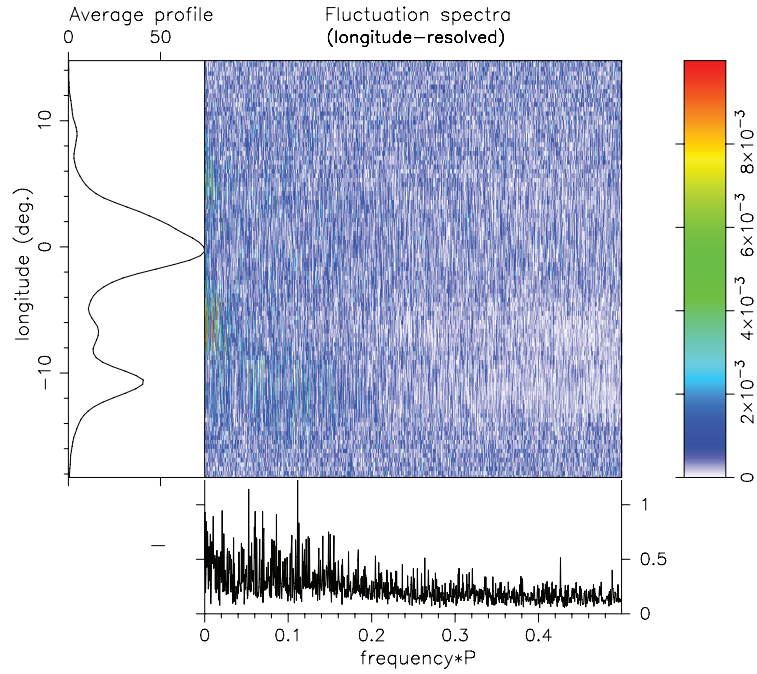 Average profile
Fluctuation spectra
(longitude-resolved)
0 50
longitude (deg.)
10
0
-10
8×10⁻³
6×10⁻³
4×10⁻³
2×10⁻³
0
1
0.5
0
0 0.1 0.2 0.3 0.4
frequency*P